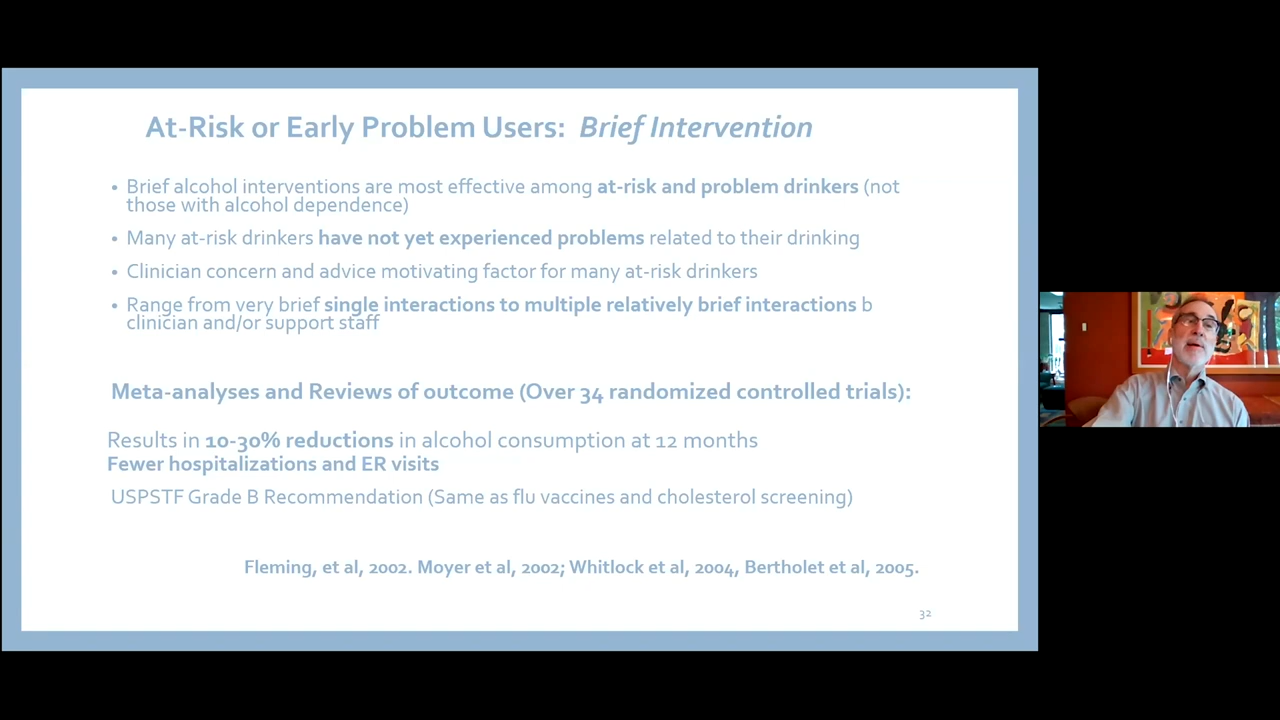 At-Risk or Early Problem Users: Brief Intervention
• Brief alcohol interventions are most effective among at-risk and problem drinkers (not
those with alcohol dependence)
• Many at-risk drinkers have not yet experienced problems related to their drinking
• Clinician concern and advice motivating factor for many at-risk drinkers
• Range from very brief single interactions to multiple relatively brief interactions b
clinician and/or support staff
Meta-analyses and Reviews of outcome (Over 34 randomized controlled trials):
Results in 10-30% reductions in alcohol consumption at 12 months
Fewer hospitalizations and ER visits
USPSTF Grade B Recommendation (Same as flu vaccines and cholesterol screening)
Fleming, et al, 2002. Moyer et al, 2002; Whitlock et al, 2004, Bertholet et al, 2005.
32